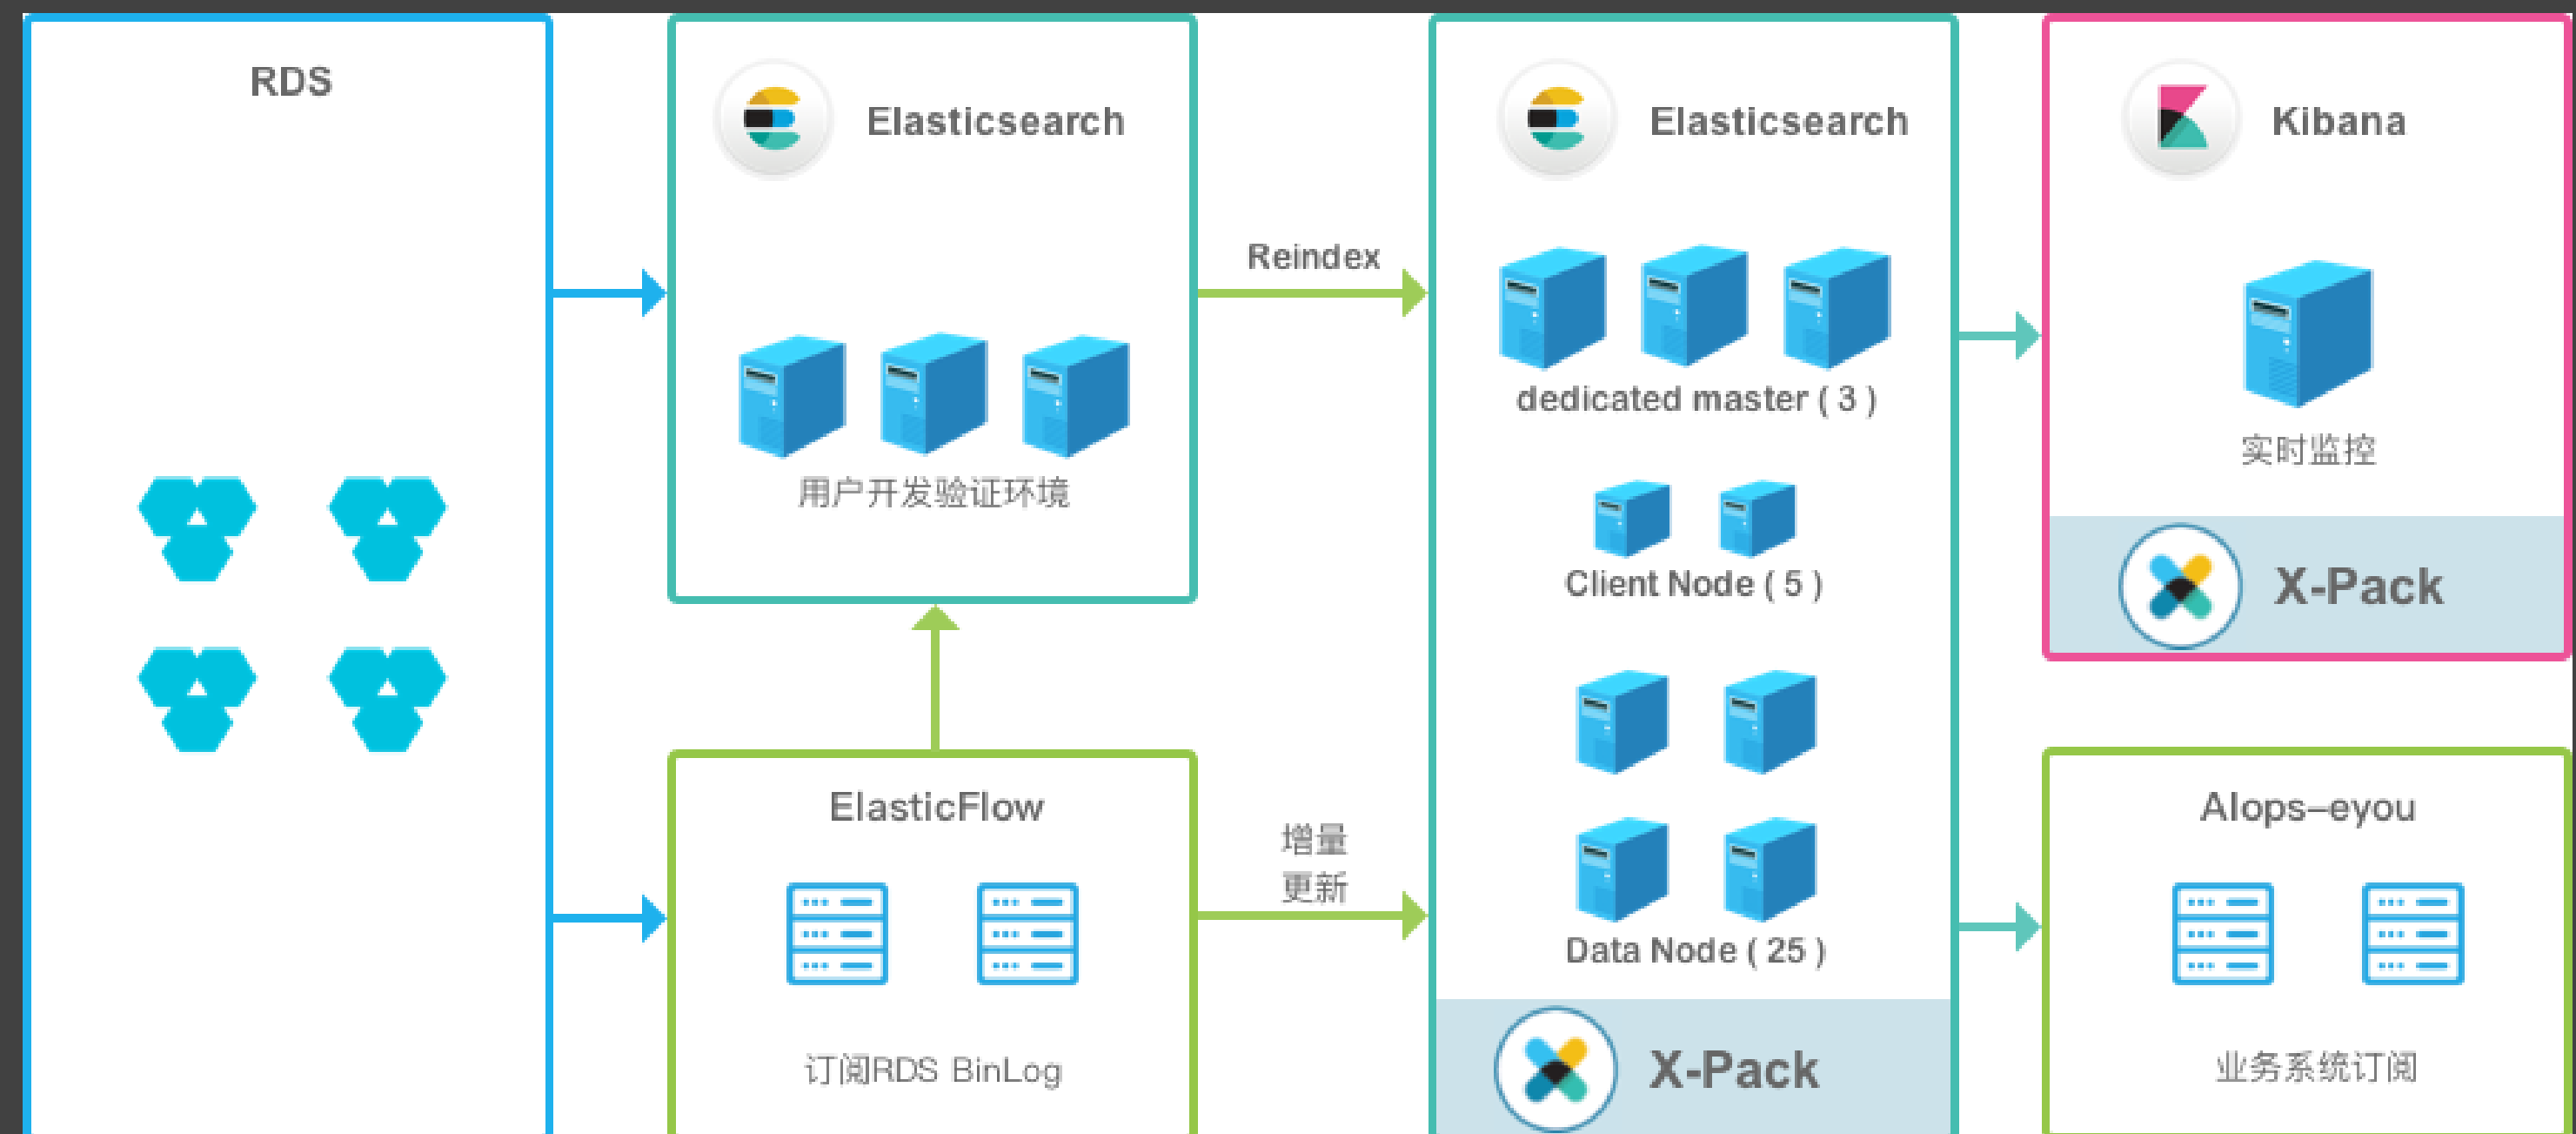 RDS
Elasticsearch
用户开发验证环境
ElasticFlow
订阅RDS BinLog
Reindex
增量
更新
Elasticsearch
dedicated master ( 3 )
Client Node ( 5 )
Data Node ( 25 )
X-Pack
Kibana
实时监控
X-Pack
Alops–eyou
业务系统订阅